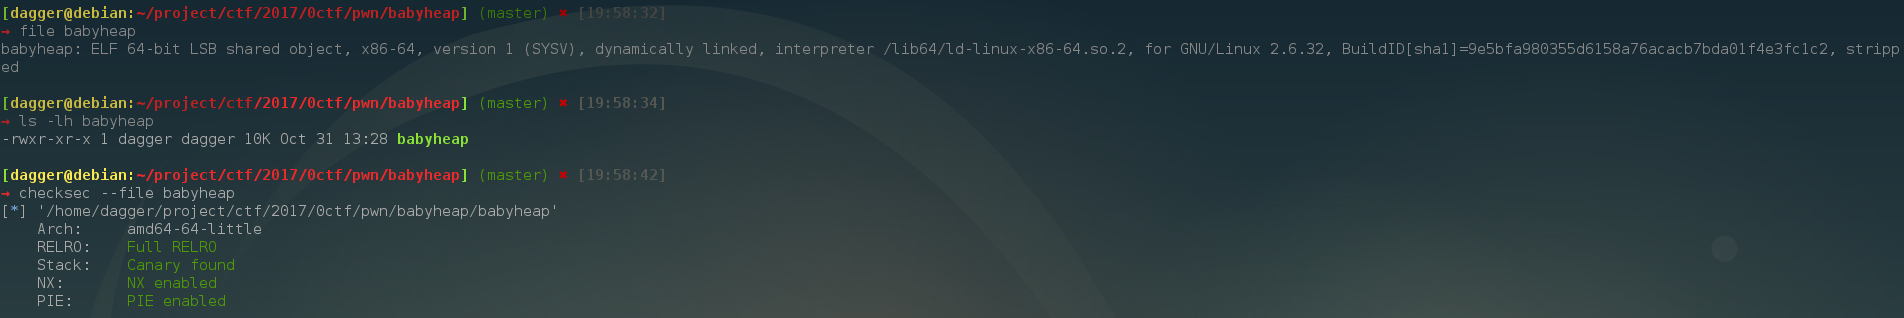 [dagger@debian:~/project/ctf/2017/0ctf/pwn/babyheap] (master) ✖ [19:58:32]
→ file babyheap
babyheap: ELF 64-bit LSB shared object, x86-64, version 1 (SYSV), dynamically linked, interpreter /lib64/ld-linux-x86-64.so.2, for GNU/Linux 2.6.32, BuildID[sha1]=9e5bfa980355d6158a76acacb7bda01f4e3fc1c2, stripp
ed
[dagger@debian:~/project/ctf/2017/0ctf/pwn/babyheap] (master) ✖ [19:58:34]
→ ls -lh babyheap
-rwxr-xr-x 1 dagger dagger 10K Oct 31 13:28 babyheap
[dagger@debian:~/project/ctf/2017/0ctf/pwn/babyheap] (master) ✖ [19:58:42]
→ checksec --file babyheap
[*] '/home/dagger/project/ctf/2017/0ctf/pwn/babyheap/babyheap'
    Arch:     amd64-64-little
    RELRO:    Full RELRO
    Stack:    Canary found
    NX:       NX enabled
    PIE:      PIE enabled